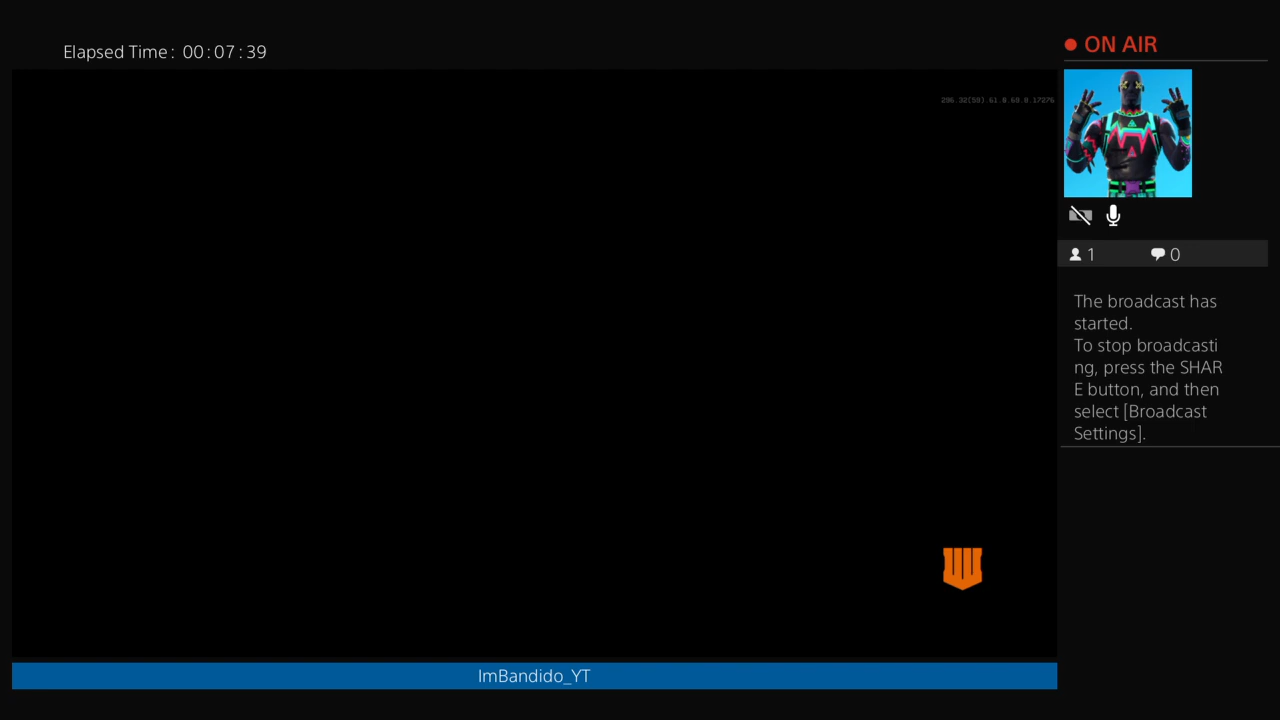 Elapsed Time: 00:07:39
ON AIR
1
0
The broadcast has
started.
To stop broadcasti
ng, press the SHAR
E button, and then
select [Broadcast
Settings].
ImBandido_YT